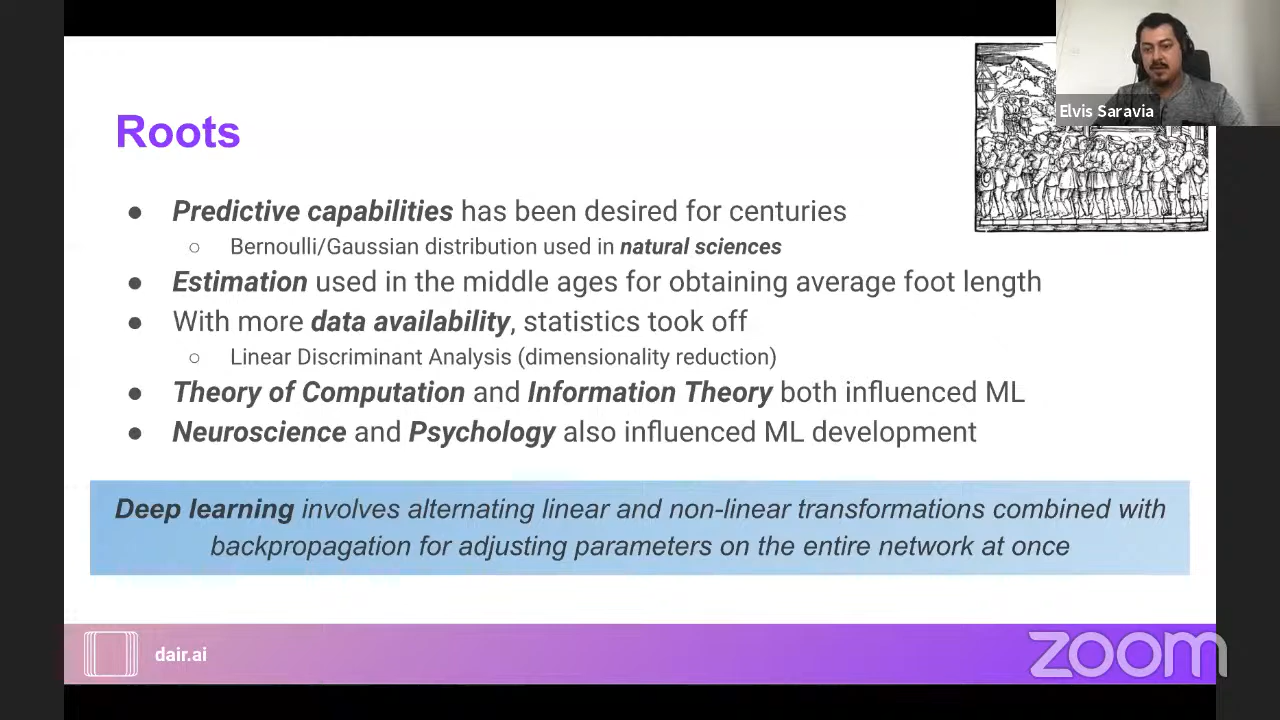 Elvis Saravia
Roots
● Predictive capabilities has been desired for centuries
○ Bernoulli/Gaussian distribution used in natural sciences
● Estimation used in the middle ages for obtaining average foot length
● With more data availability, statistics took off
○ Linear Discriminant Analysis (dimensionality reduction)
● Theory of Computation and Information Theory both influenced ML
● Neuroscience and Psychology also influenced ML development
Deep learning involves alternating linear and non-linear transformations combined with
backpropagation for adjusting parameters on the entire network at once
dair.ai
zoom